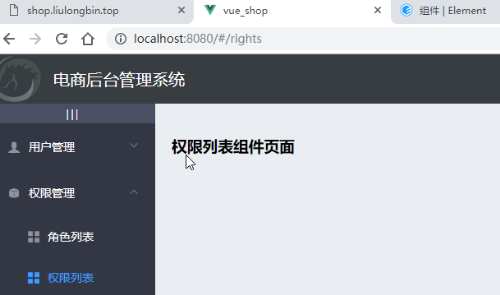 shop.liulongbin.top
vue_shop
组件 | Element
localhost:8080/#/rights
电商后台管理系统
|||
用户管理
权限列表组件页面
权限管理
角色列表
权限列表